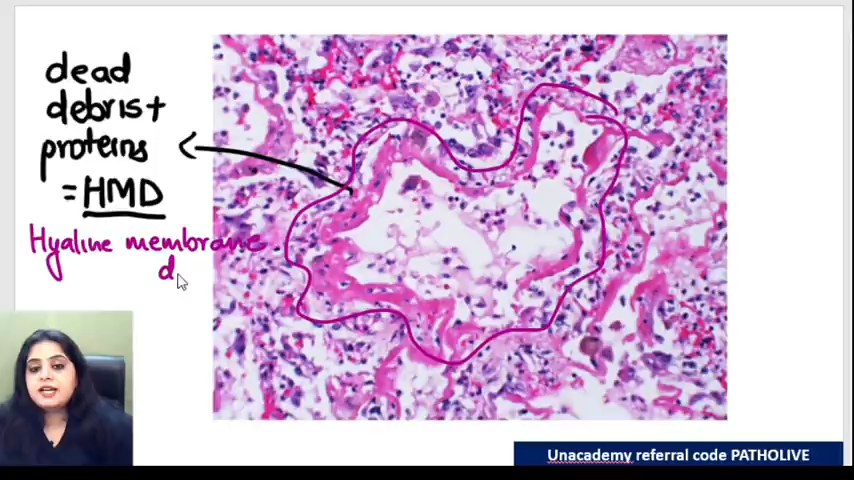 dead
debris+
proteins
= HMD
Hyaline membrane
d
Unacademy referral code PATHOLIVE